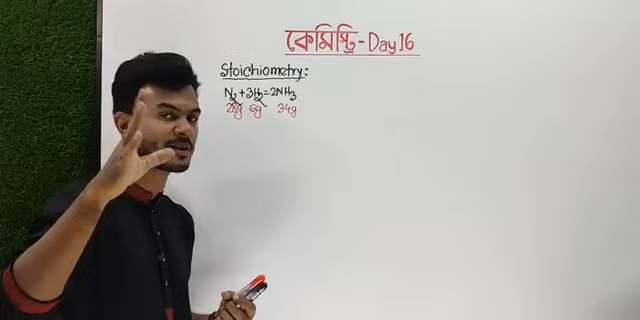 কেমিস্ট্রি - Day 16
Stoichiometry:
N₂ + 3H₂ = 2NH₃
28g 6g 34g